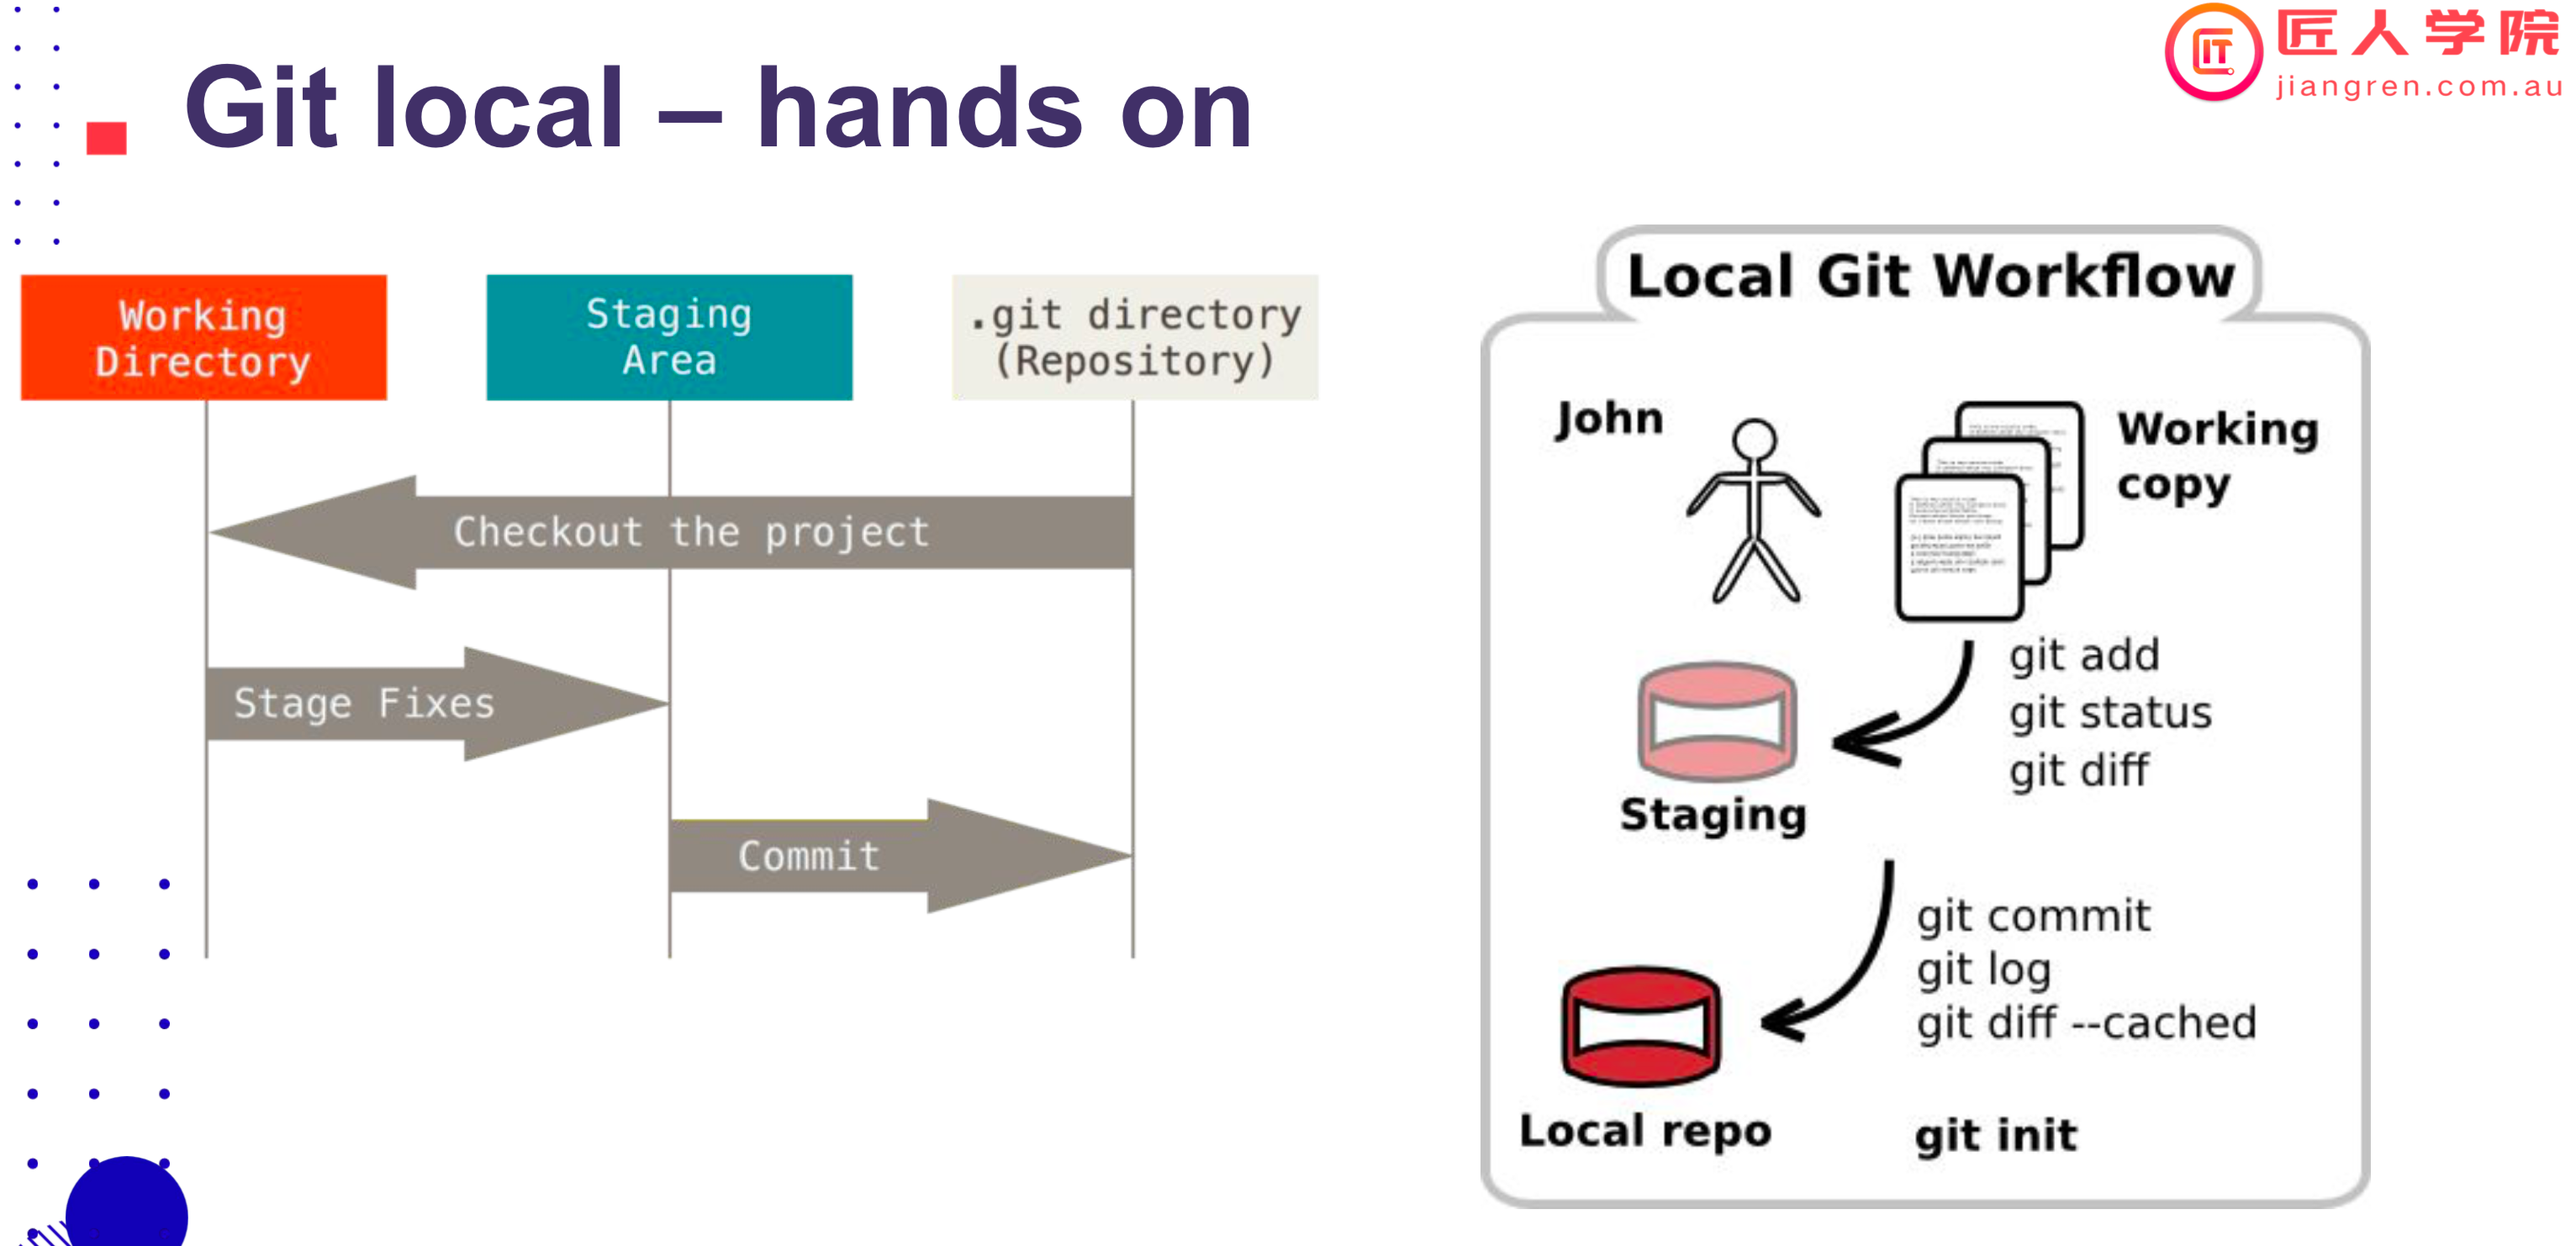 Git local – hands on
IT
匠人学院
jiangren.com.au
Working
Directory
Staging
Area
.git directory
(Repository)
Checkout the project
Stage Fixes
Commit
Local Git Workflow
John
Working
copy
git add
git status
git diff
Staging
git commit
git log
git diff --cached
Local repo
git init